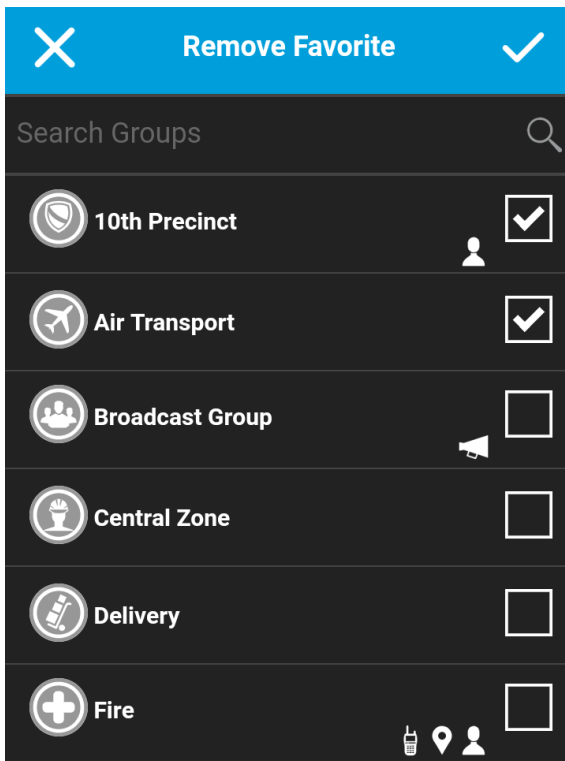 Remove Favorite
Search Groups
10th Precinct
Air Transport
Broadcast Group
Central Zone
Delivery
Fire